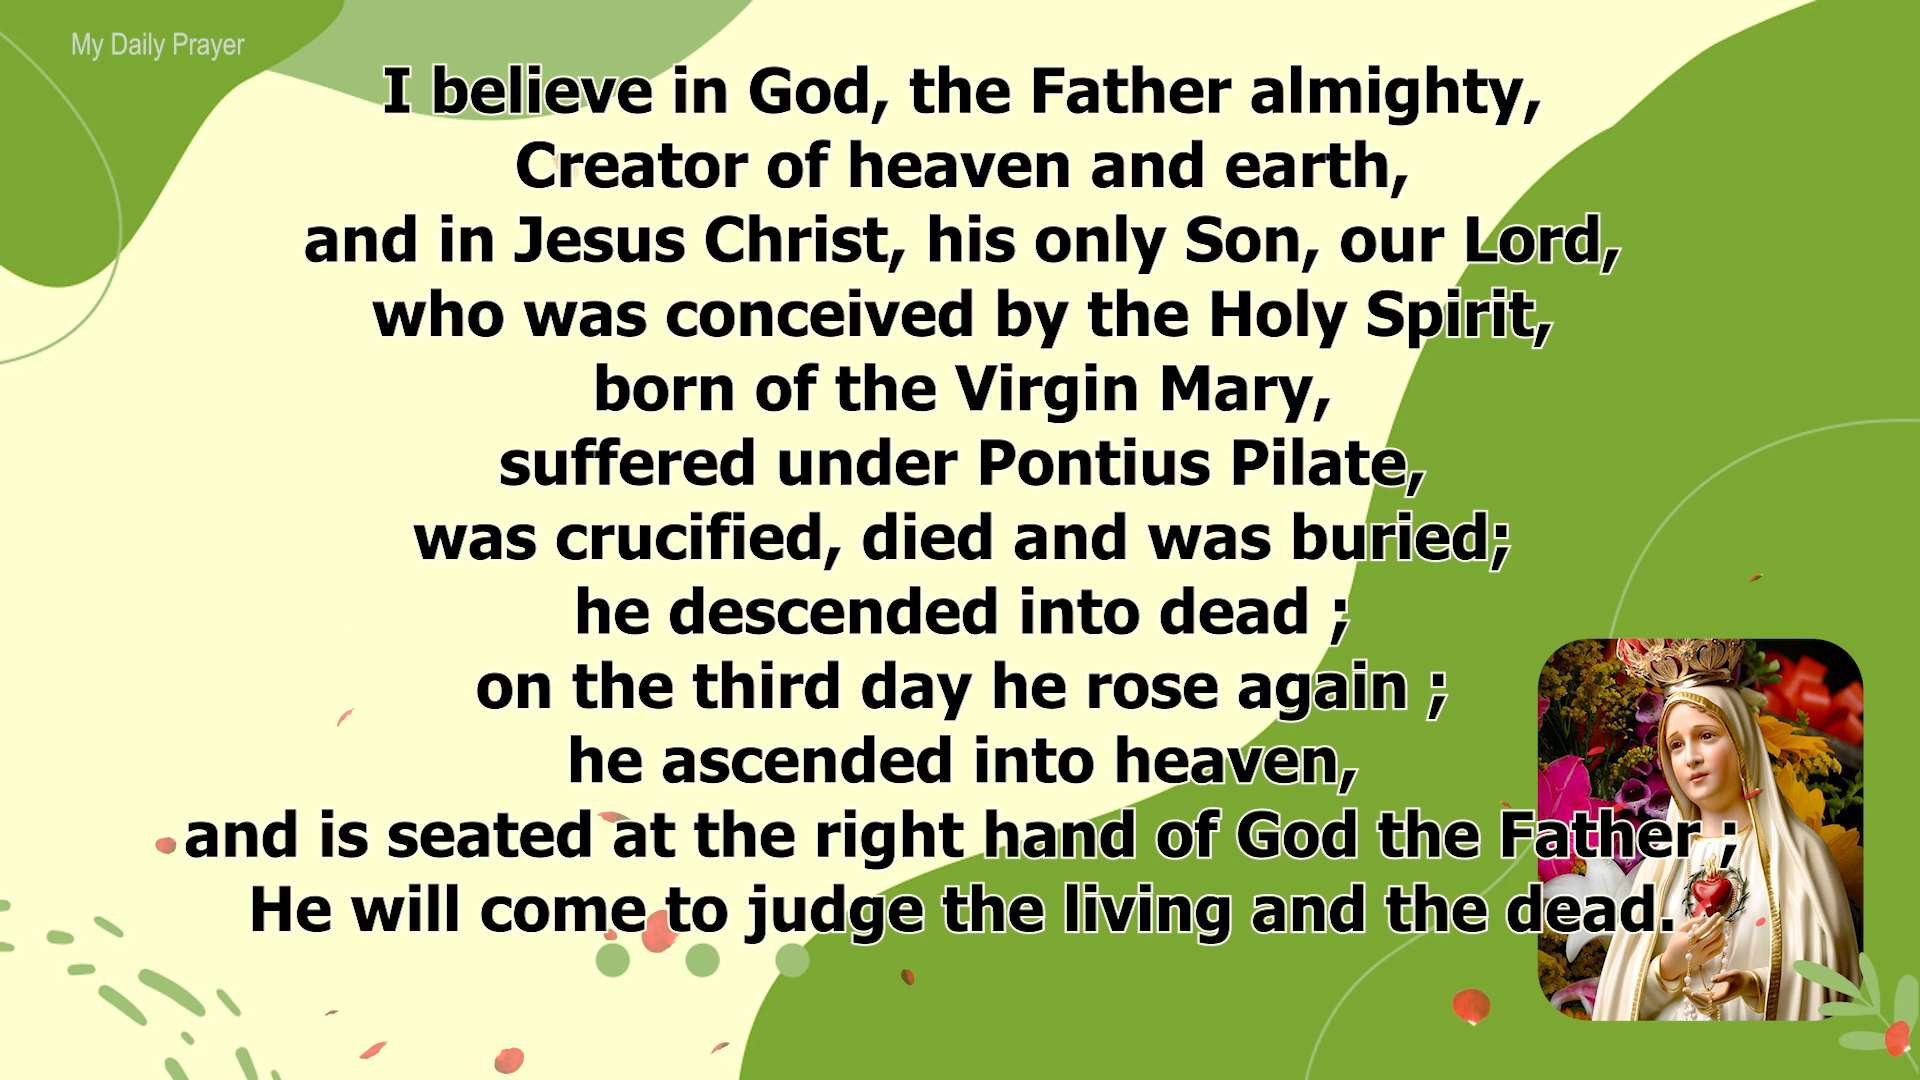 My Daily Prayer
I believe in God, the Father almighty,
Creator of heaven and earth,
and in Jesus Christ, his only Son, our Lord,
who was conceived by the Holy Spirit,
born of the Virgin Mary,
suffered under Pontius Pilate,
was crucified, died and was buried;
he descended into dead ;
on the third day he rose again ;
he ascended into heaven,
and is seated at the right hand of God the Father ;
He will come to judge the living and the dead.